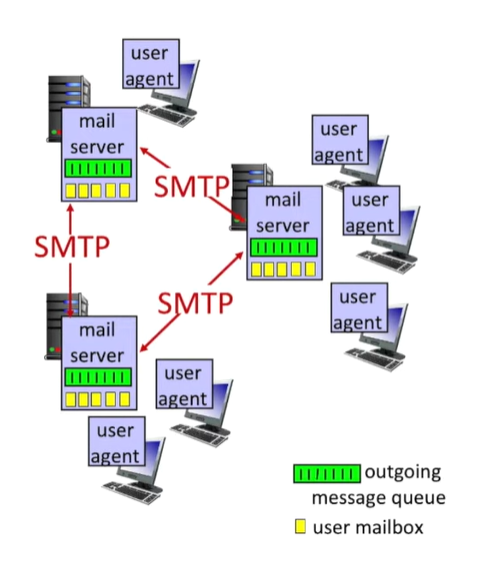 user
agent
mail
server
SMTP
user
agent
mail
server
user
agent
SMTP
SMTP
user
agent
mail
server
user
agent
user
agent
outgoing
message queue
user mailbox